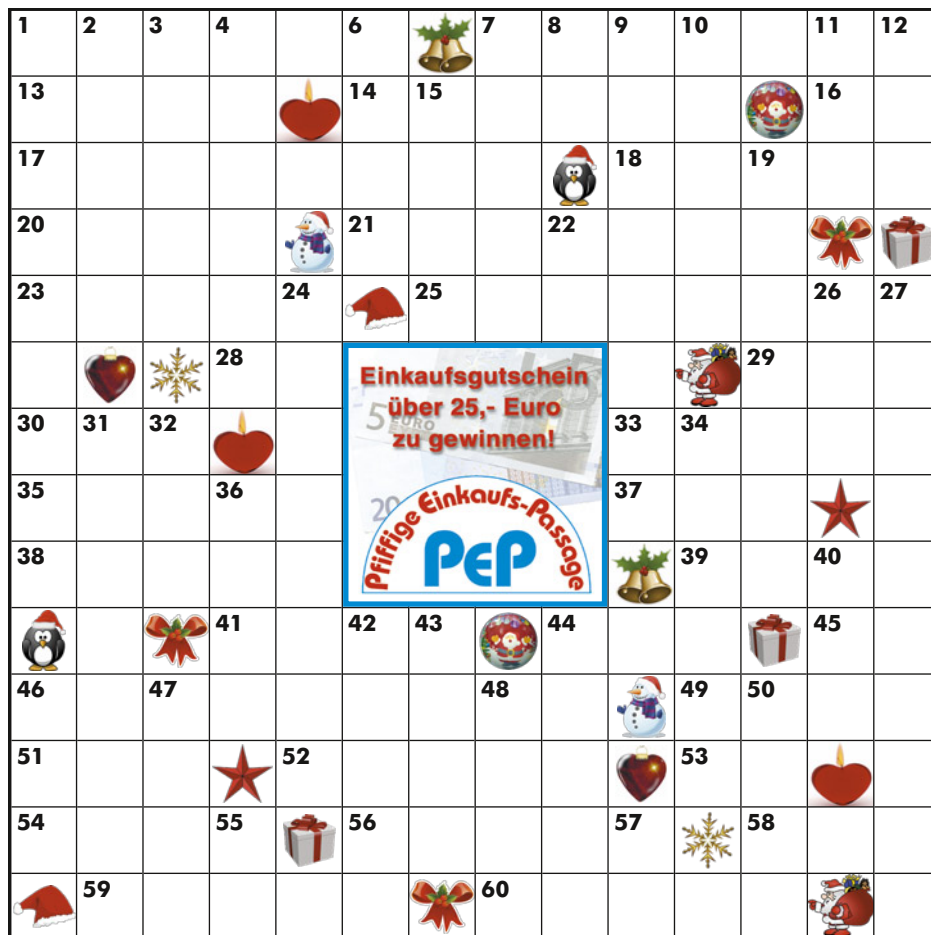 1 2 3 4 6 7 8 9 10 11 12
13 14 15 16
17 18 19
20 21 22
23 24 25 26 27
28 29
Einkaufsgutschein
über 25,- Euro
zu gewinnen!
5 EURO
20
Pfiffige Einkaufs-Passage
PEP
30 31 32 33 34
35 36 37
38 39 40
41 42 43 44 45
46 47 48 49 50
51 52 53
54 55 56 57 58
59 60